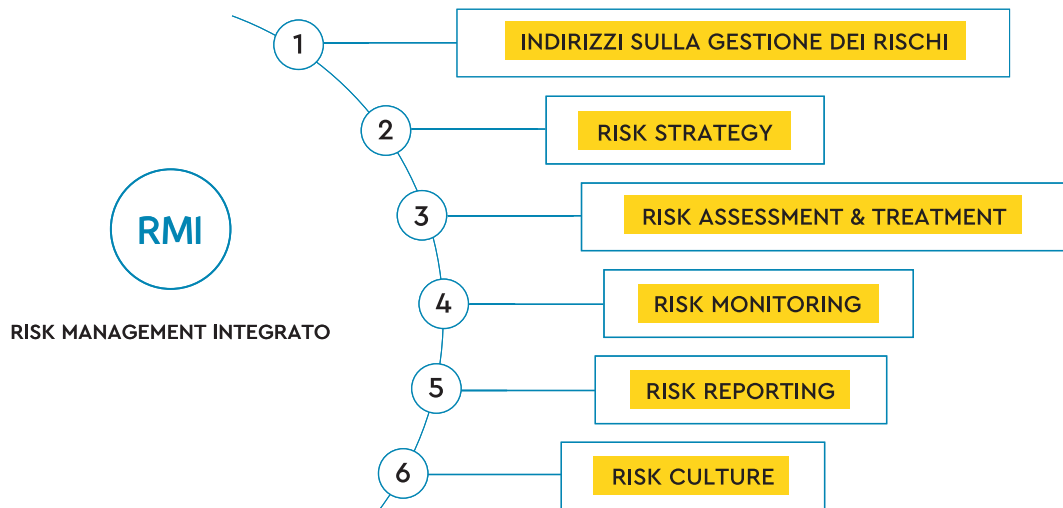 1
INDIRIZZI SULLA GESTIONE DEI RISCHI
2
RISK STRATEGY
3
RISK ASSESSMENT & TREATMENT
RMI
4
RISK MONITORING
RISK MANAGEMENT INTEGRATO
5
RISK REPORTING
6
RISK CULTURE